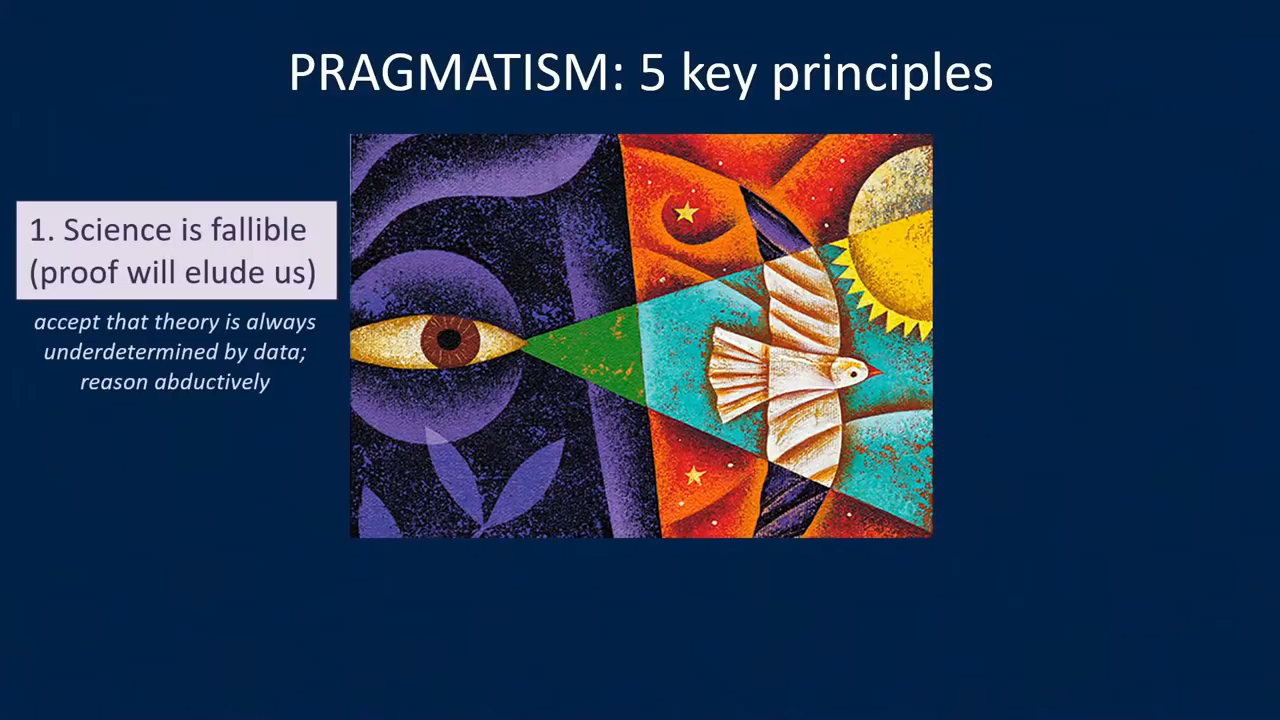 PRAGMATISM: 5 key principles
1. Science is fallible
(proof will elude us)
accept that theory is always
underdetermined by data;
reason abductively